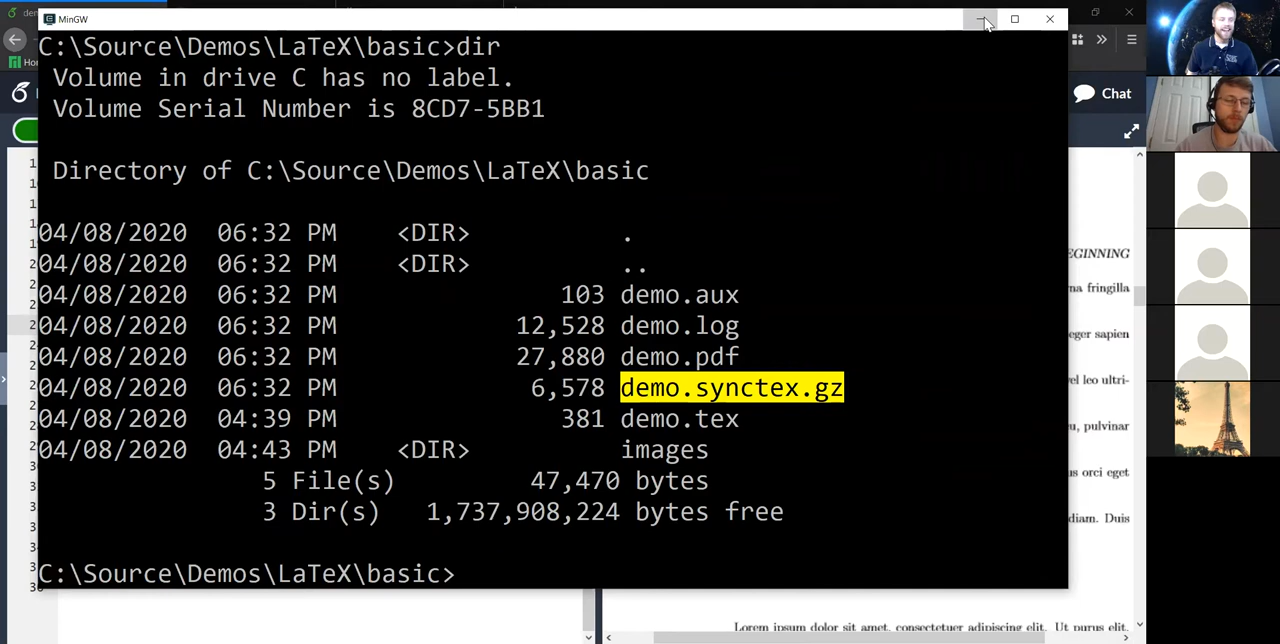 MinGW
C:\Source\Demos\LaTeX\basic>dir
Volume in drive C has no label.
Volume Serial Number is 8CD7-5BB1
Chat
Directory of C:\Source\Demos\LaTeX\basic
04/08/2020 06:32 PM <DIR> .
04/08/2020 06:32 PM <DIR> ..
04/08/2020 06:32 PM 103 demo.aux
04/08/2020 06:32 PM 12,528 demo.log
04/08/2020 06:32 PM 27,880 demo.pdf
04/08/2020 06:32 PM 6,578 demo.synctex.gz
04/08/2020 04:39 PM 381 demo.tex
04/08/2020 04:43 PM <DIR> images
5 File(s) 47,470 bytes
3 Dir(s) 1,737,908,224 bytes free
C:\Source\Demos\LaTeX\basic>
fringilla
eger sapien
vel leo ultri-
pulvinar
us orci eget
diam. Duis
Lorem ipsum dolor sit amet, consectetuer adipiscing elit. Ut purus elit,